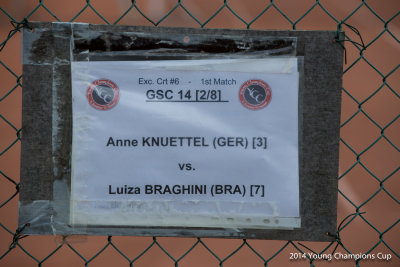 Exc. Crt #6 - 1st Match
GSC 14 [2/8]
Anne KNUETTEL (GER) [3]
vs.
Luiza BRAGHINI (BRA) [7]
2014 Young Champions Cup